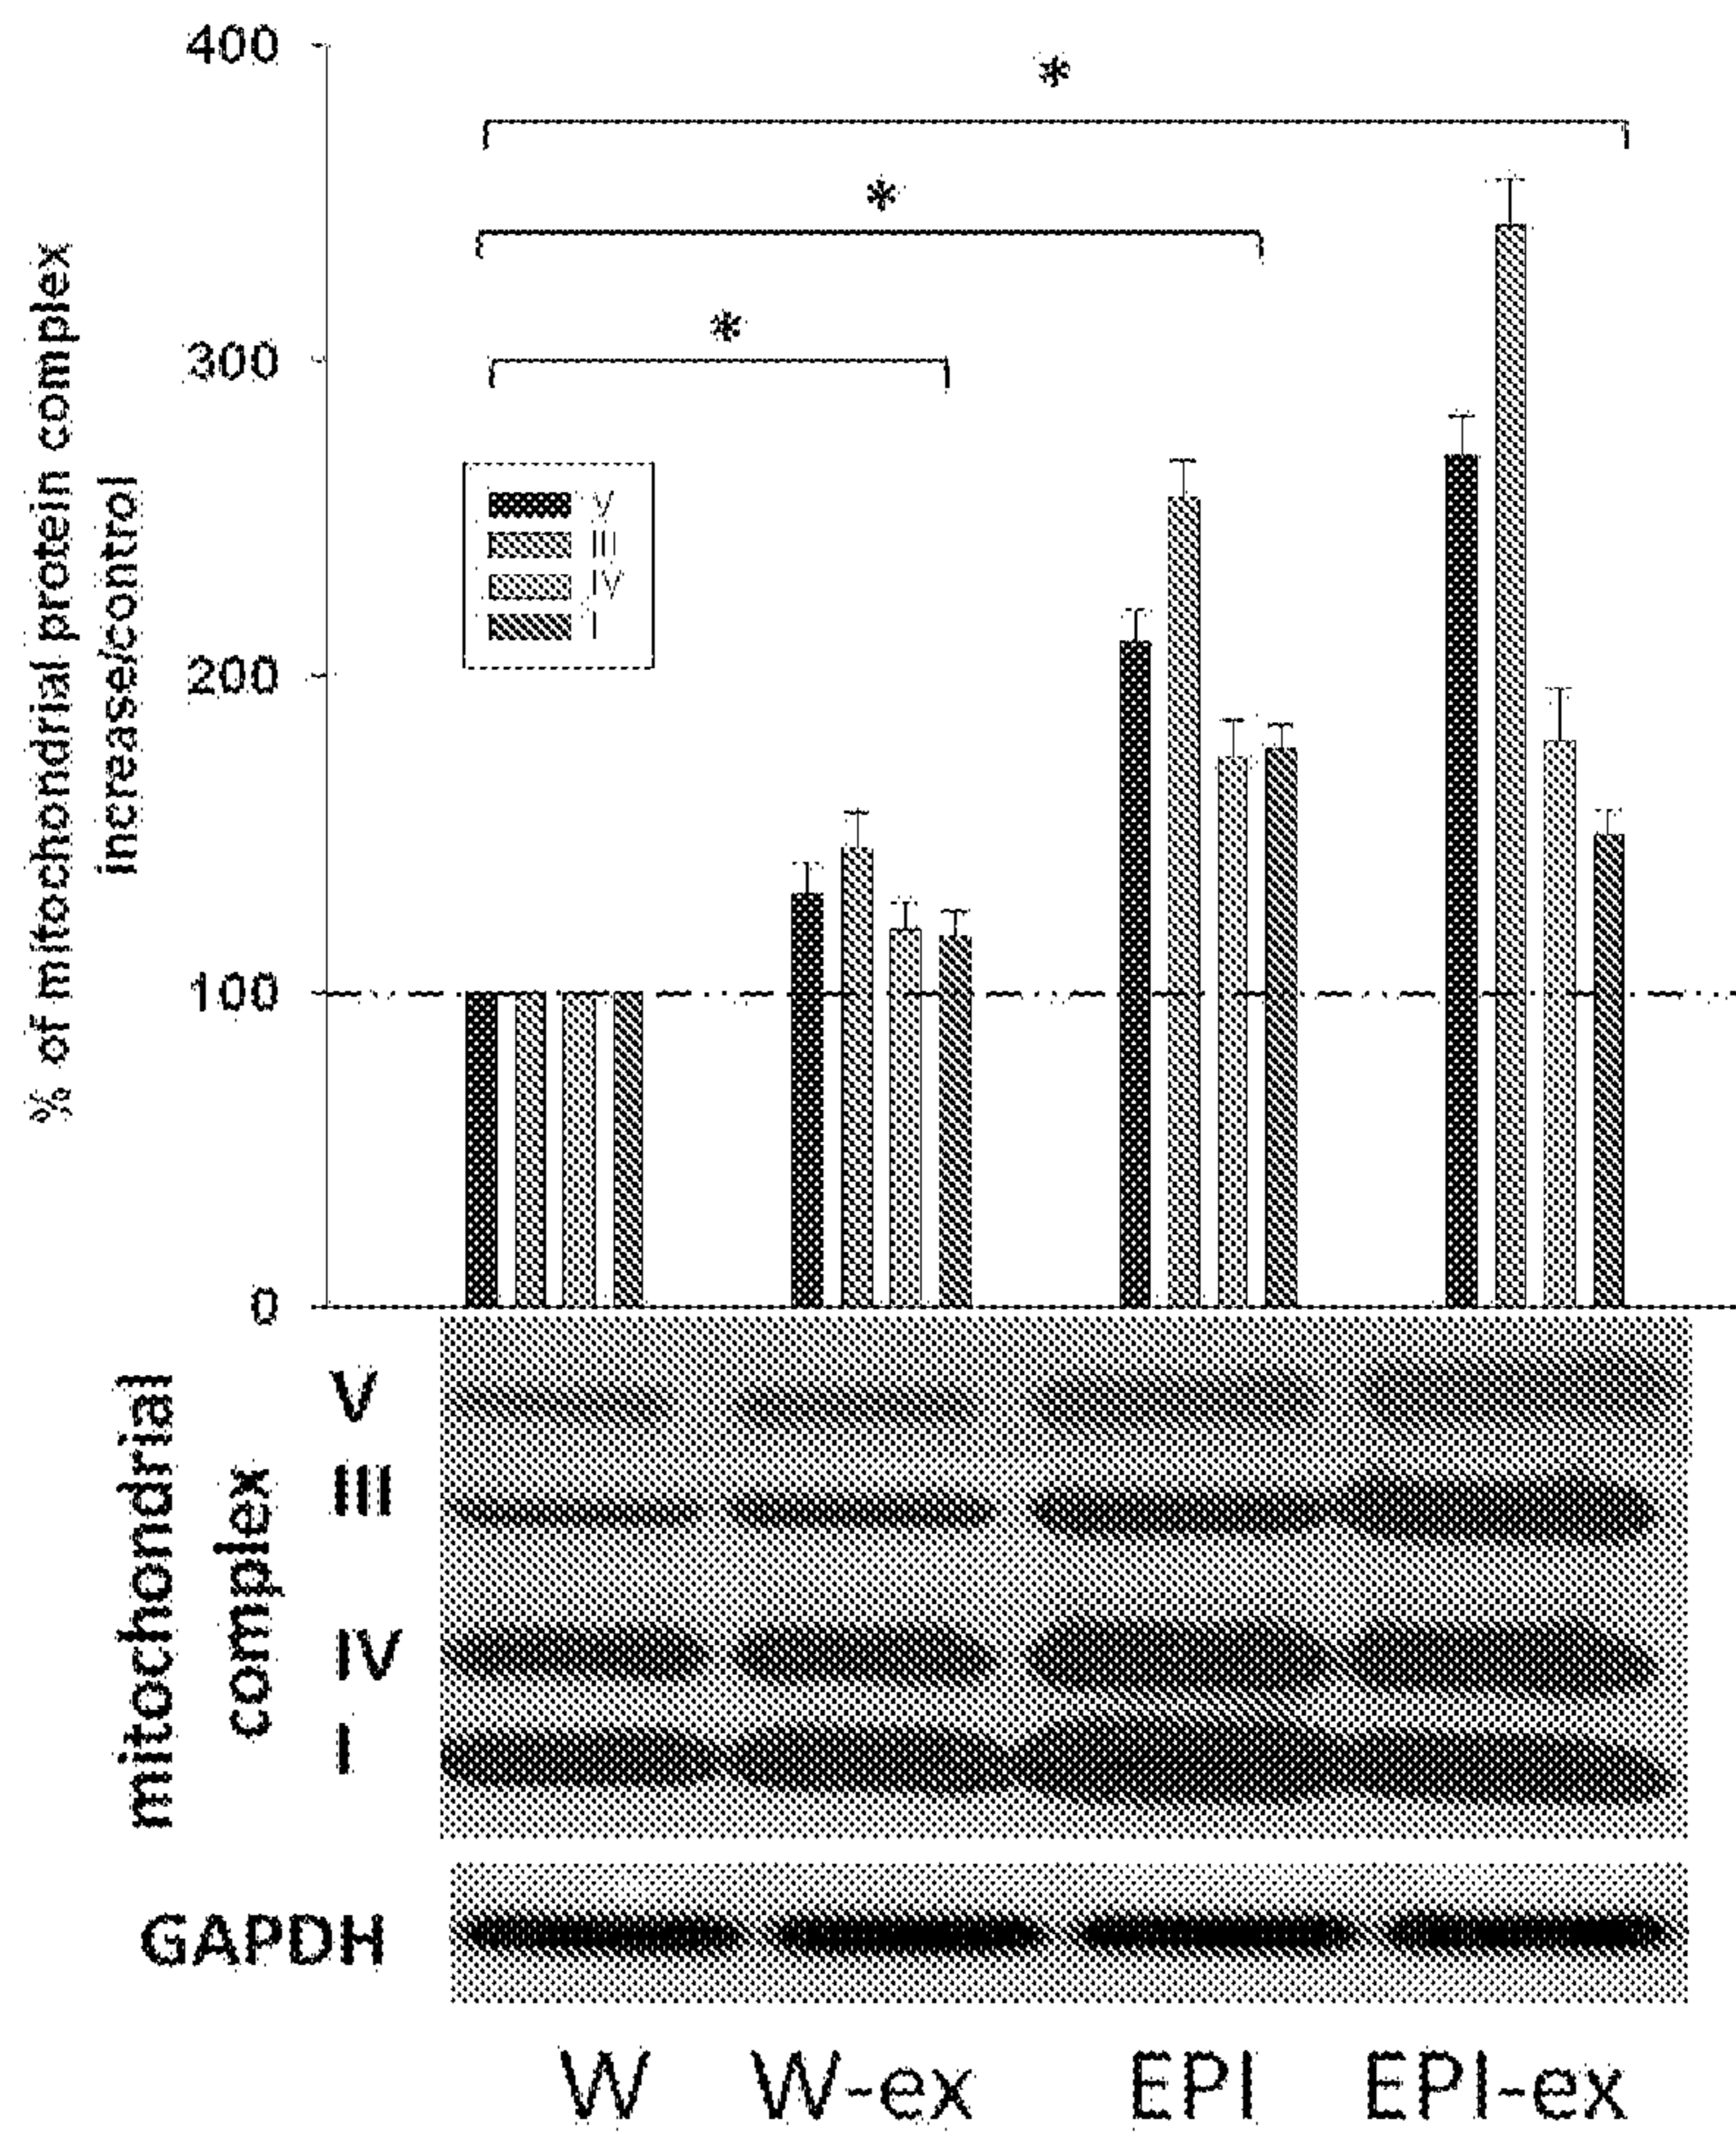 % of mitochondrial protein complex
increase/control
400
300
200
100
0
*
*
*
V
III
IV
I
mitochondrial
complex
V
III
IV
I
GAPDH
W W-ex EPI EPI-ex